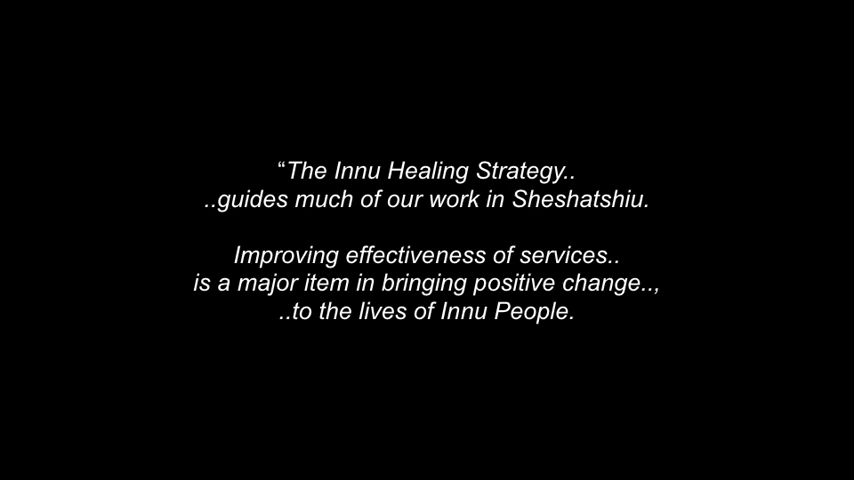 “The Innu Healing Strategy..
..guides much of our work in Sheshatshiu.
Improving effectiveness of services..
is a major item in bringing positive change..,
..to the lives of Innu People.